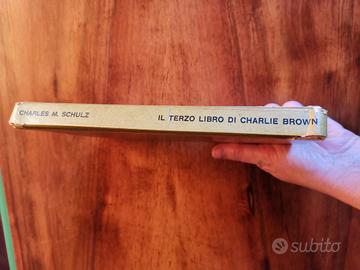 CHARLES M. SCHULZ
IL TERZO LIBRO DI CHARLIE BROWN
subito